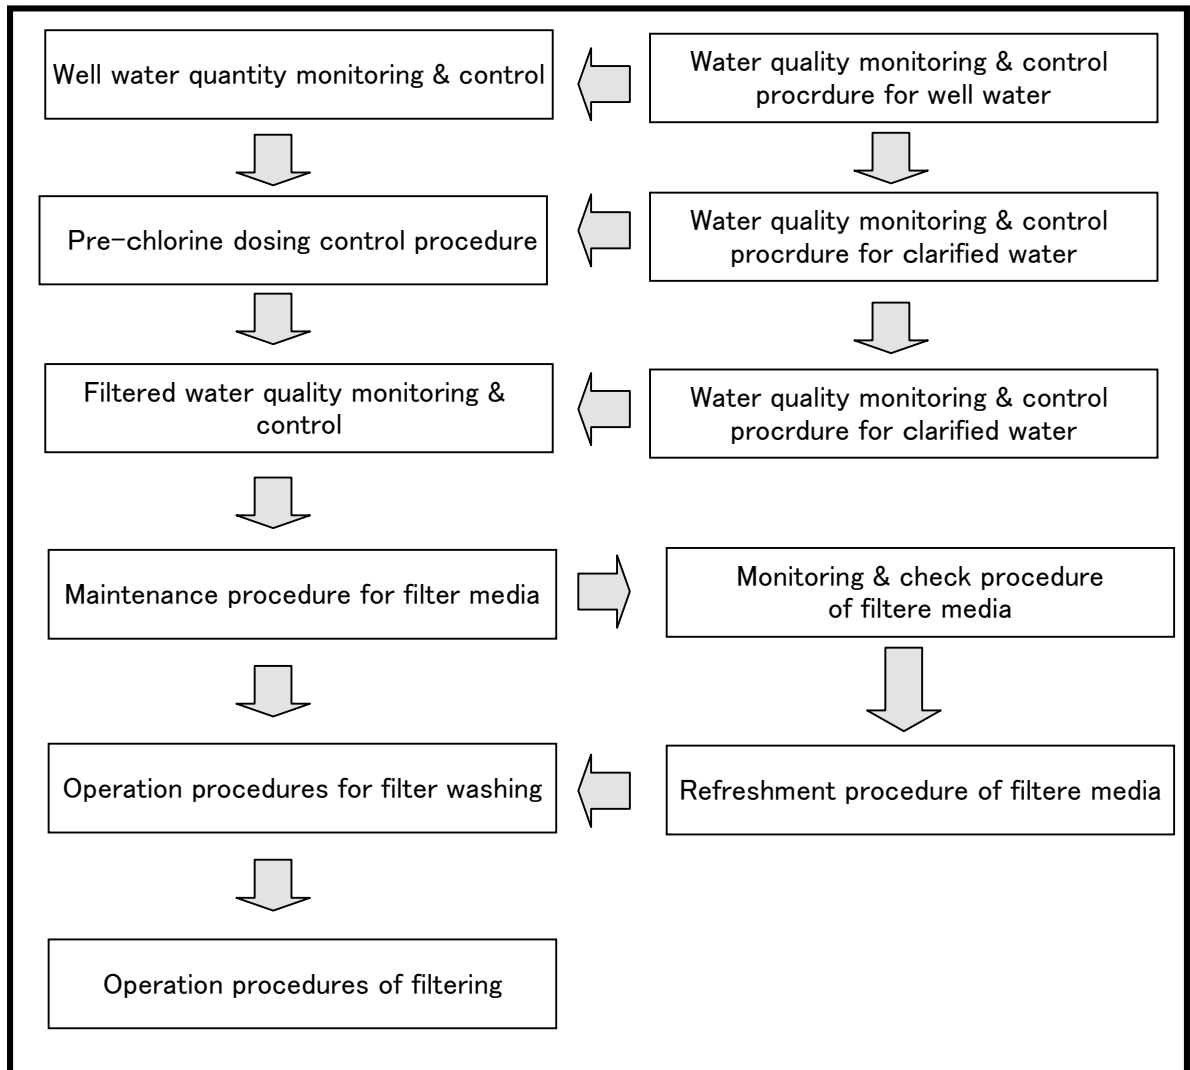 Well water quantity monitoring & control
Water quality monitoring & control
procrdure for well water
Pre-chlorine dosing control procedure
Water quality monitoring & control
procrdure for clarified water
Filtered water quality monitoring &
control
Water quality monitoring & control
procrdure for clarified water
Maintenance procedure for filter media
Monitoring & check procedure
of filtere media
Operation procedures for filter washing
Refreshment procedure of filtere media
Operation procedures of filtering